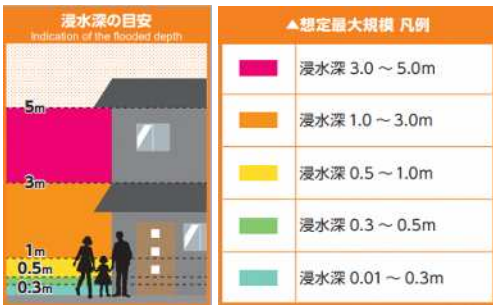 浸水深の目安
Indication of the flooded depth
5m
3m
1m
0.5m
0.3m
▲想定最大規模 凡例
浸水深 3.0 ～ 5.0m
浸水深 1.0 ～ 3.0m
浸水深 0.5 ～ 1.0m
浸水深 0.3 ～ 0.5m
浸水深 0.01 ～ 0.3m